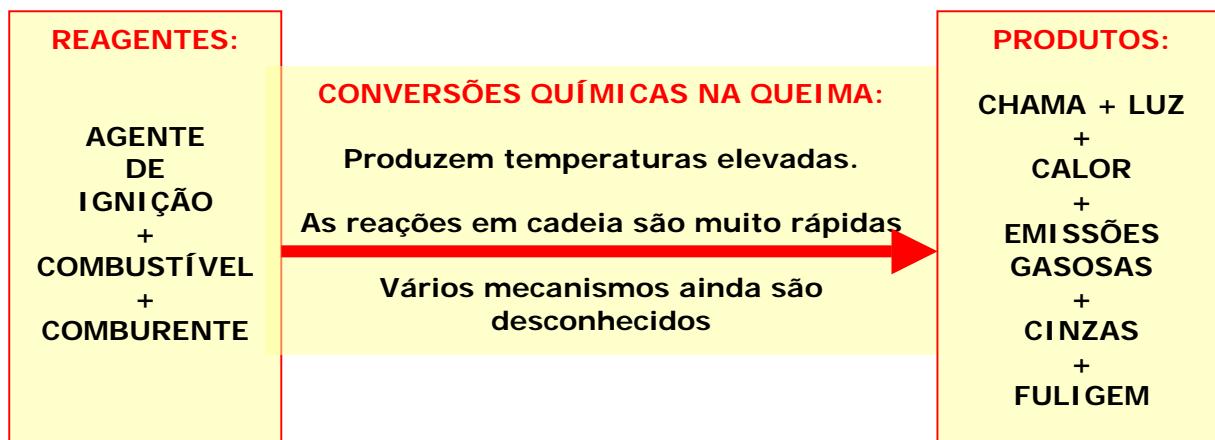 REAGENTES:
AGENTE
DE
IGNIÇÃO
+
COMBUSTÍVEL
+
COMBURENTE
CONVERSÕES QUÍMICAS NA QUEIMA:
Produzem temperaturas elevadas.
As reações em cadeia são muito rápidas
Vários mecanismos ainda são
desconhecidos
PRODUTOS:
CHAMA + LUZ
+
CALOR
+
EMISSÕES
GASOSAS
+
CINZAS
+
FULIGEM